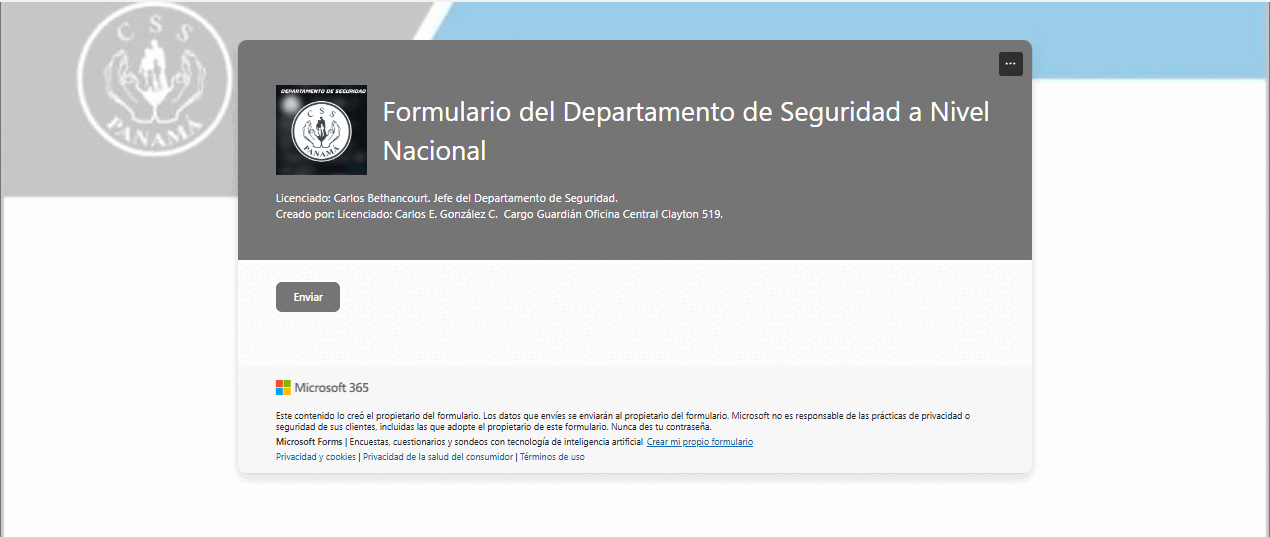 CSS
PANAMÁ
...
DEPARTAMENTO DE SEGURIDAD
CSS
PANAMÁ
Formulario del Departamento de Seguridad a Nivel
Nacional
Licenciado: Carlos Bethancourt. Jefe del Departamento de Seguridad.
Creado por: Licenciado: Carlos E. González C.  Cargo Guardián Oficina Central Clayton 519.
Enviar
Microsoft 365
Este contenido lo creó el propietario del formulario. Los datos que envíes se enviarán al propietario del formulario. Microsoft no es responsable de las prácticas de privacidad o
seguridad de sus clientes, incluidas las que adopte el propietario de este formulario. Nunca des tu contraseña.
Microsoft Forms | Encuestas, cuestionarios y sondeos con tecnología de inteligencia artificial Crear mi propio formulario
Privacidad y cookies | Privacidad de la salud del consumidor | Términos de uso